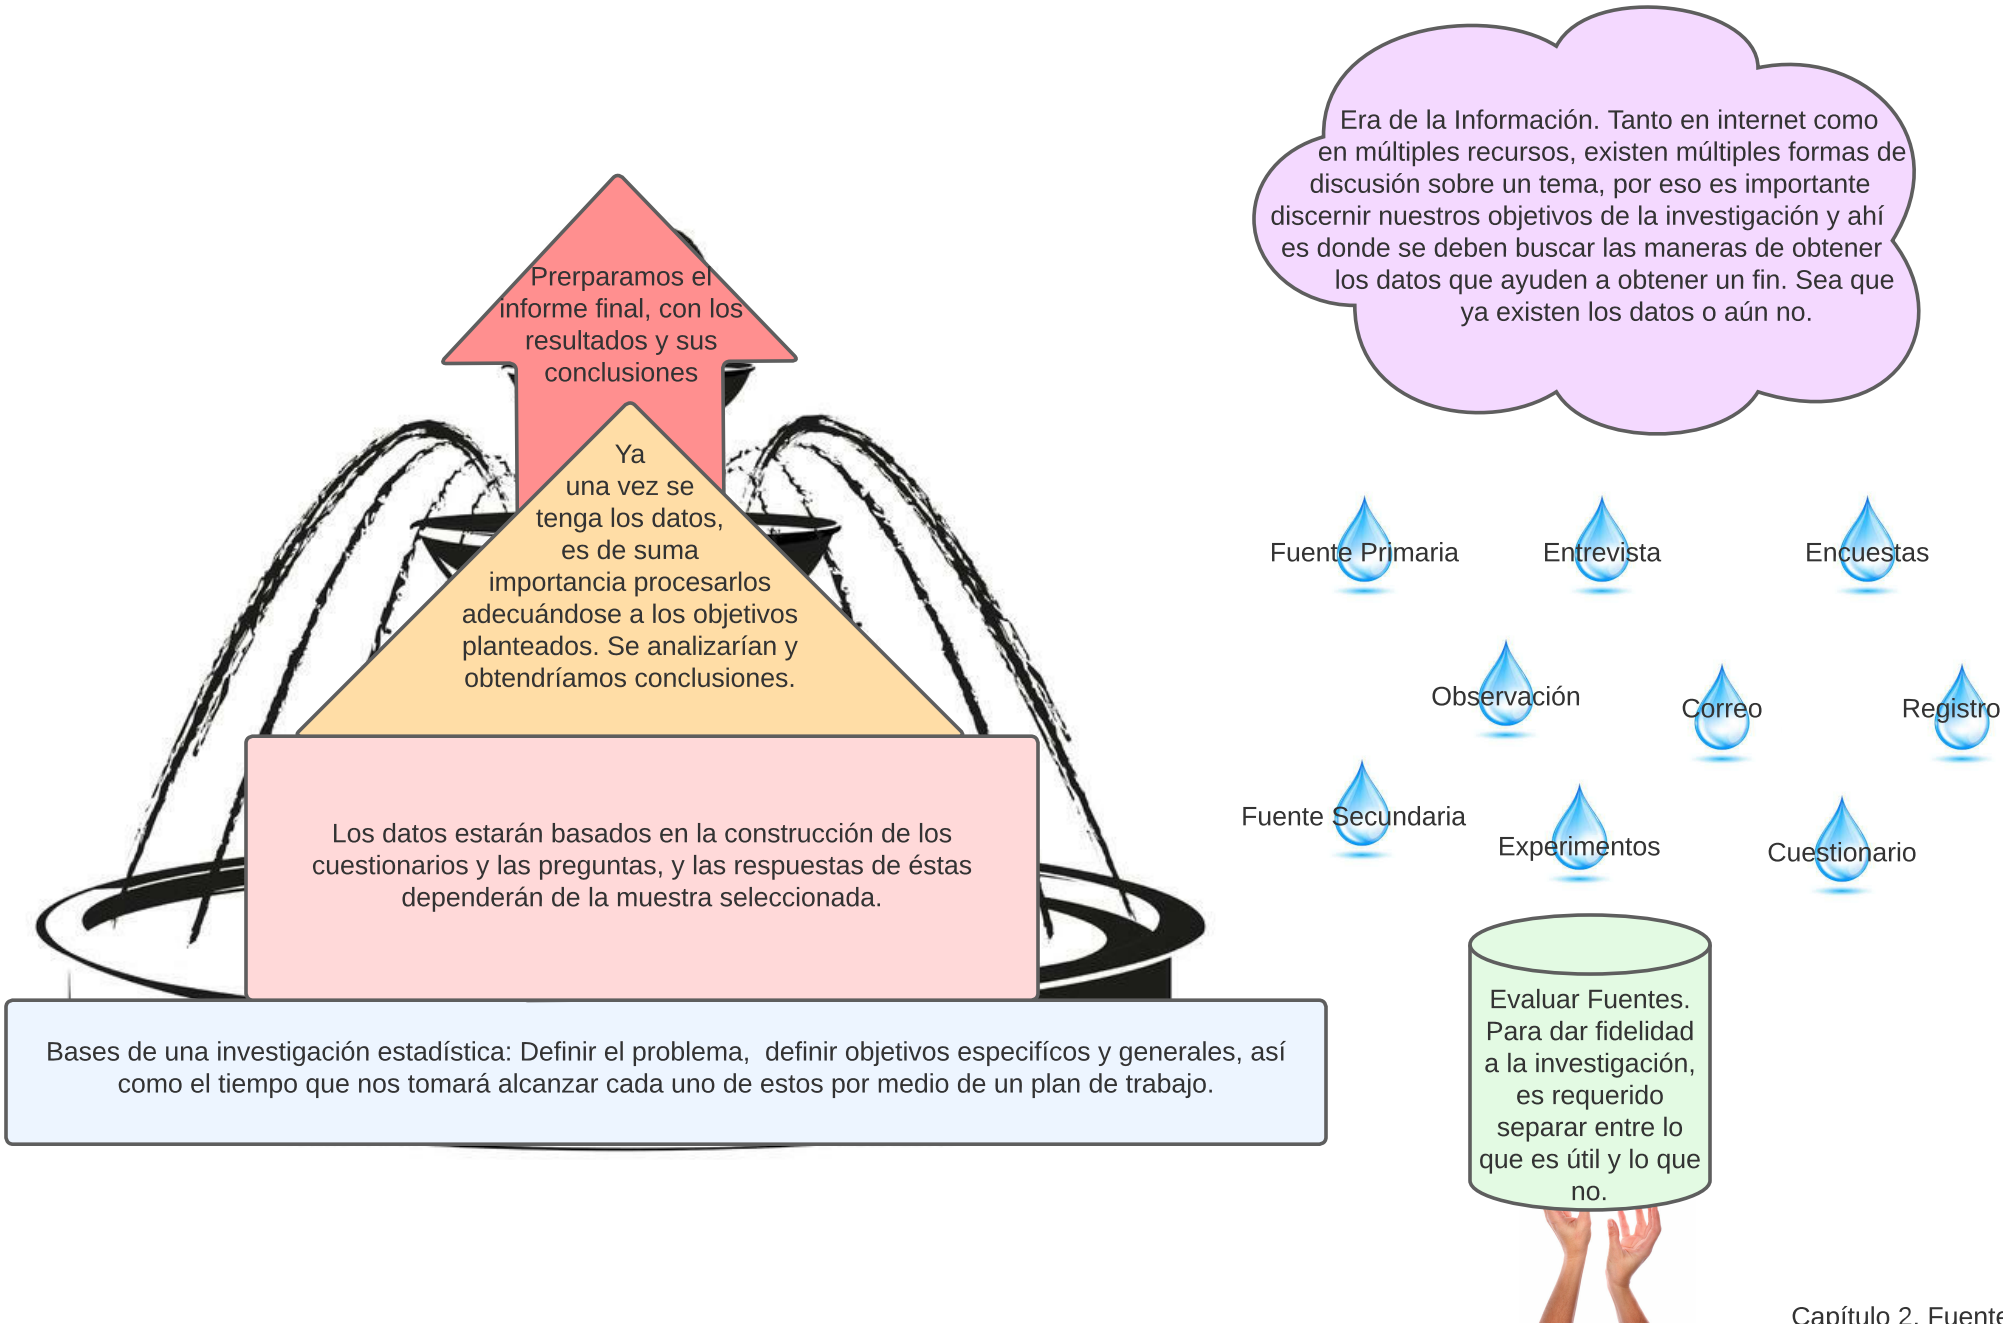 Prerparamos el
informe final, con los
resultados y sus
conclusiones
Ya
una vez se
tenga los datos,
es de suma
importancia procesarlos
adecuándose a los objetivos
planteados. Se analizarían y
obtendríamos conclusiones.
Los datos estarán basados en la construcción de los
cuestionarios y las preguntas, y las respuestas de éstas
dependerán de la muestra seleccionada.
Bases de una investigación estadística: Definir el problema,  definir objetivos especifícos y generales, así
como el tiempo que nos tomará alcanzar cada uno de estos por medio de un plan de trabajo.
Era de la Información. Tanto en internet como
en múltiples recursos, existen múltiples formas de
discusión sobre un tema, por eso es importante
discernir nuestros objetivos de la investigación y ahí
es donde se deben buscar las maneras de obtener
los datos que ayuden a obtener un fin. Sea que
ya existen los datos o aún no.
Fuente Primaria
Entrevista
Encuestas
Observación
Correo
Registro
Fuente Secundaria
Experimentos
Cuestionario
Evaluar Fuentes.
Para dar fidelidad
a la investigación,
es requerido
separar entre lo
que es útil y lo que
no.
Capítulo 2. Fuente